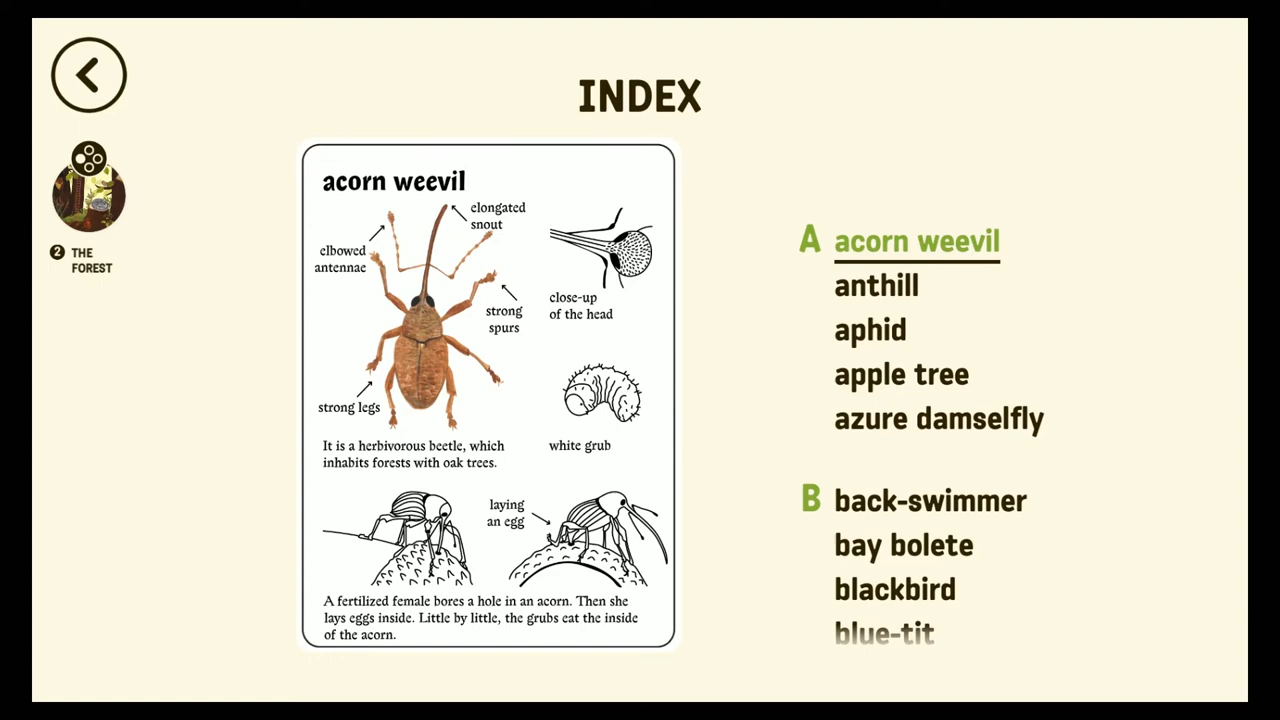 INDEX
2 THE
FOREST
acorn weevil
elongated
snout
elbowed
antennae
strong
spurs
close-up
of the head
strong legs
white grub
It is a herbivorous beetle, which
inhabits forests with oak trees.
laying
an egg
A fertilized female bores a hole in an acorn. Then she
lays eggs inside. Little by little, the grubs eat the inside
of the acorn.
A acorn weevil
anthill
aphid
apple tree
azure damselfly
B back-swimmer
bay bolete
blackbird
blue-tit